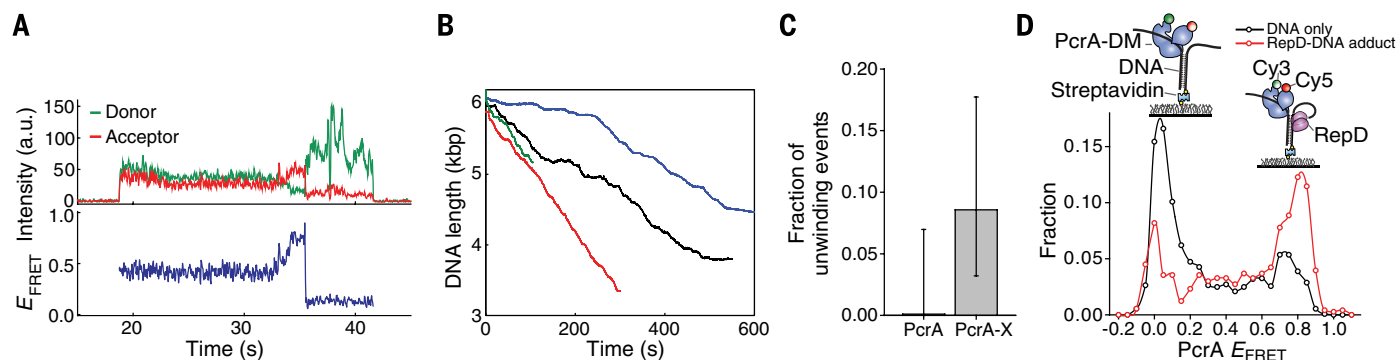 A
Intensity (a.u.)
150
100
50
0
Donor
Acceptor
E_FRET
1.0
0.5
0.0
20
30
40
Time (s)
B
DNA length (kbp)
6
5
4
3
0
200
400
600
Time (s)
C
Fraction of
unwinding events
0.20
0.15
0.10
0.05
0.00
PcrA
PcrA-X
D
DNA only
RepD-DNA adduct
PcrA-DM
DNA
Streptavidin
Cy3
Cy5
RepD
Fraction
0.15
0.10
0.05
0.00
-0.2
0.0
0.2
0.4
0.6
0.8
1.0
PcrA E_FRET